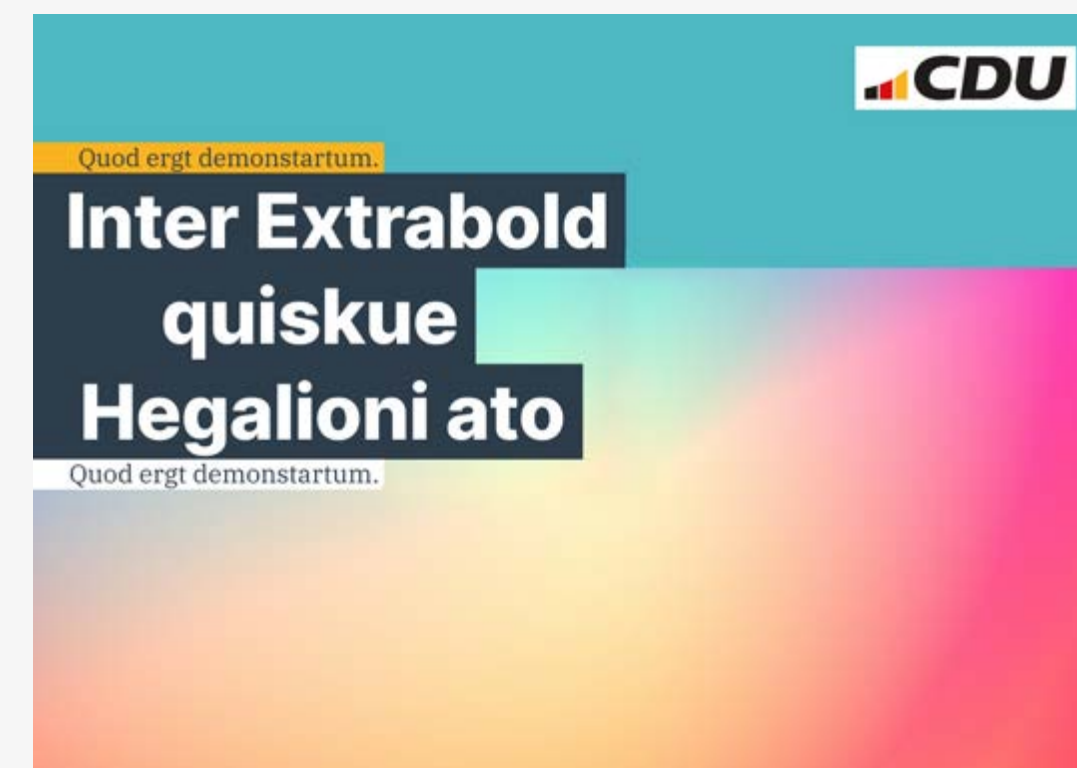 CDU
Quod ergt demonstartum.
Inter Extrabold
quiskue
Hegalioni ato
Quod ergt demonstartum.